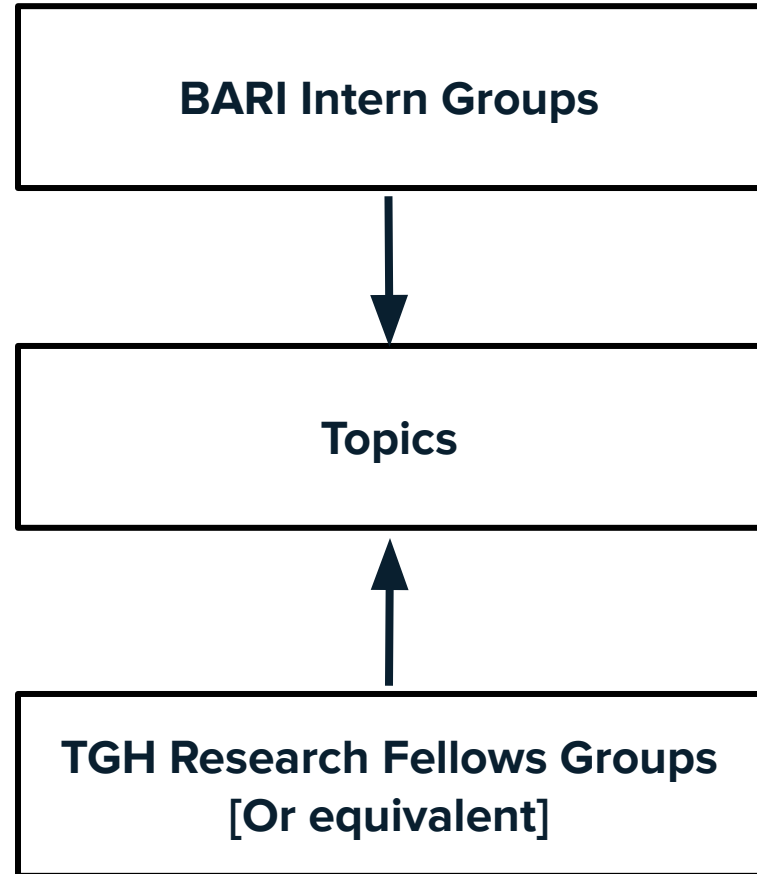 BARI Intern Groups
Topics
TGH Research Fellows Groups
[Or equivalent]